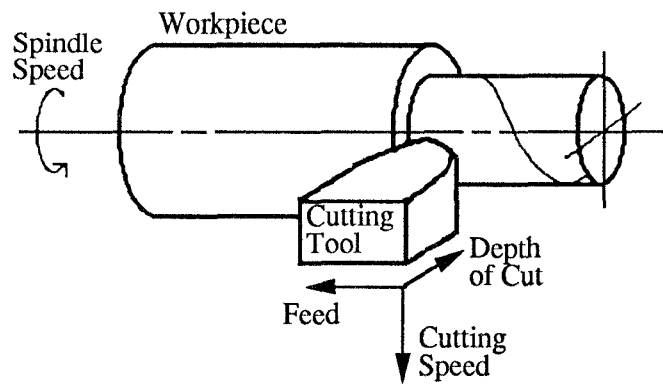 Workpiece
Spindle
Speed
Cutting
Tool
Depth
of Cut
Feed
Cutting
Speed